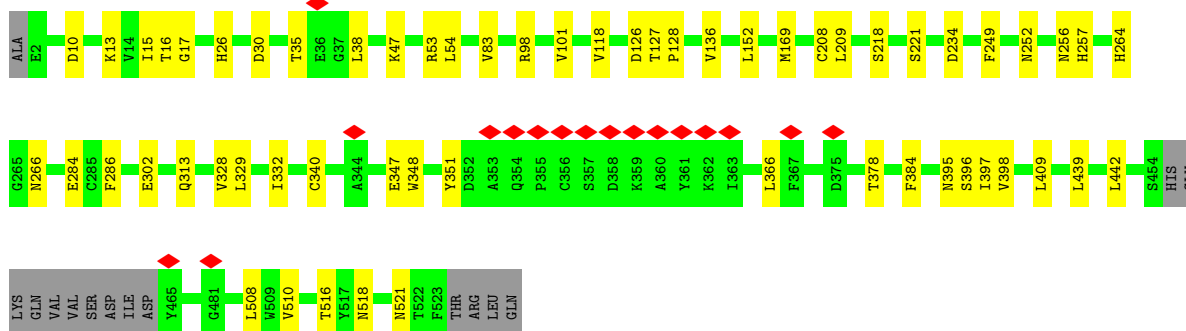 ALA E2 D10 K13 V14 I15 T16 G17 H26 D30 T35 E36 G37 L38 K47 R53 L54 V83 R98 V101 V118 D126 T127 P128 V136 L152 M169 C208 L209 S218 S221 D234 F249 N252 N256 H257 H264
G265 N266 E284 C285 F286 E302 Q313 V328 L329 I332 C340 A344 E347 W348 Y351 D352 A353 Q354 P355 C356 S357 D358 K359 A360 Y361 K362 I363 L366 F367 D375 T378 F384 N395 S396 I397 V398 L409 L439 L442 S454 HIS
LYS GLN VAL VAL SER ASP ILE ASP Y465 G481 L508 W509 V510 T516 Y517 N518 N521 T522 F523 THR ARG LEU GLN